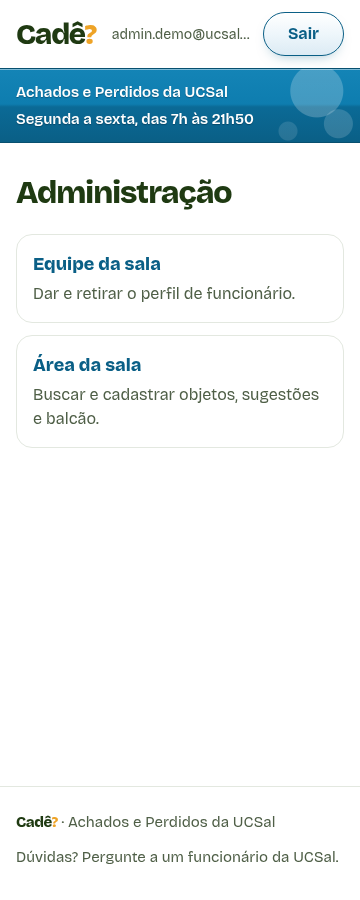 Cadê? admin.demo@ucsal... Sair
Achados e Perdidos da UCSal
Segunda a sexta, das 7h às 21h50
Administração
Equipe da sala
Dar e retirar o perfil de funcionário.
Área da sala
Buscar e cadastrar objetos, sugestões
e balcão.
Cadê? · Achados e Perdidos da UCSal
Dúvidas? Pergunte a um funcionário da UCSal.